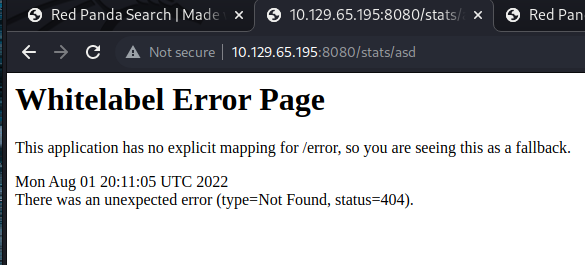 Red Panda Search | Made w
10.129.65.195:8080/stats/
Red Pan
Not secure | 10.129.65.195:8080/stats/asd
Whitelabel Error Page
This application has no explicit mapping for /error, so you are seeing this as a fallback.
Mon Aug 01 20:11:05 UTC 2022
There was an unexpected error (type=Not Found, status=404).